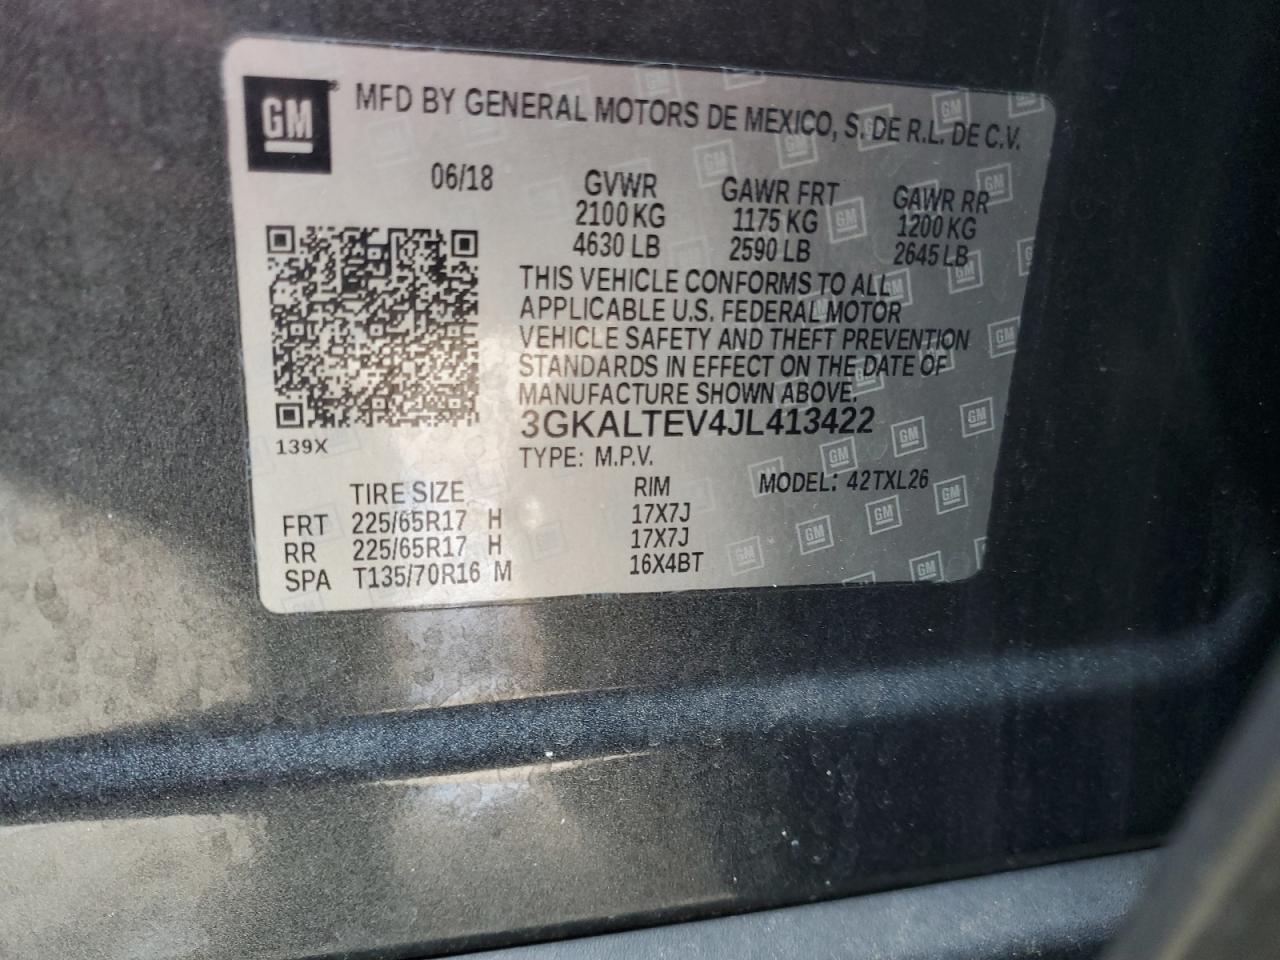 GM
MFD BY GENERAL MOTORS DE MEXICO, S. DE R.L. DE C.V.
06/18 GVWR GAWR FRT GAWR RR
2100 KG 1175 KG 1200 KG
4630 LB 2590 LB 2645 LB
THIS VEHICLE CONFORMS TO ALL
APPLICABLE U.S. FEDERAL MOTOR
VEHICLE SAFETY AND THEFT PREVENTION
STANDARDS IN EFFECT ON THE DATE OF
MANUFACTURE SHOWN ABOVE.
3GKALTEV4JL413422
139X
TYPE: M.P.V. MODEL: 42TXL26
TIRE SIZE RIM
FRT 225/65R17 H 17X7J
RR 225/65R17 H 17X7J
SPA T135/70R16 M 16X4BT